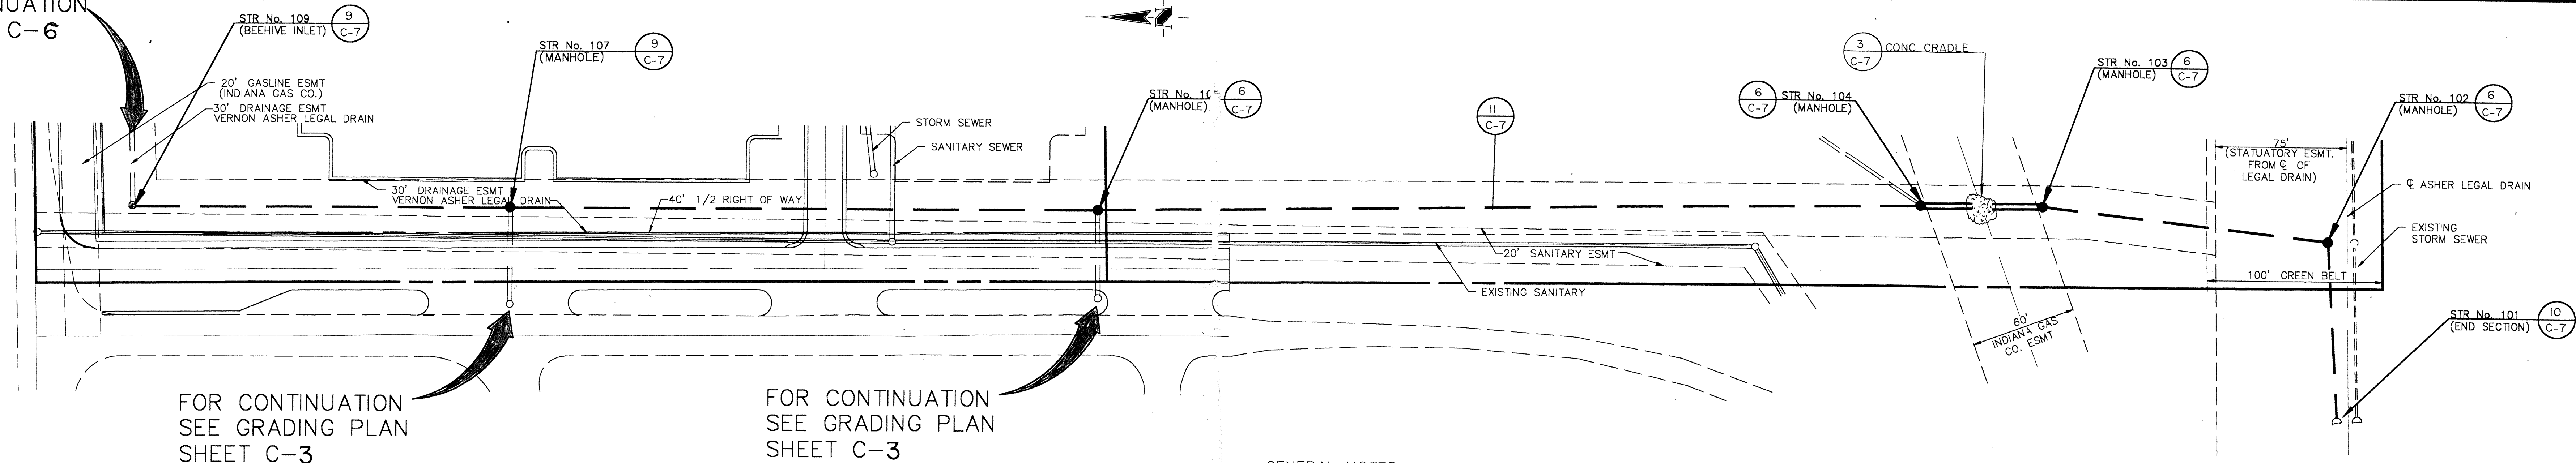 NUATION
C-6
STR No. 109
(BEEHIVE INLET)
9
C-7
20' GASLINE ESMT
(INDIANA GAS CO.)
30' DRAINAGE ESMT
VERNON ASHER LEGAL DRAIN
STR No. 107
(MANHOLE)
9
C-7
30' DRAINAGE ESMT
VERNON ASHER LEGAL DRAIN
40' 1/2 RIGHT OF WAY
STORM SEWER
SANITARY SEWER
STR No. 105
(MANHOLE)
6
C-7
11
C-7
3
C-7
CONC. CRADLE
6
C-7
STR No. 104
(MANHOLE)
STR No. 103
(MANHOLE)
6
C-7
STR No. 102
(MANHOLE)
6
C-7
75'
(STATUATORY ESMT.
FROM ℄ OF
LEGAL DRAIN)
℄ ASHER LEGAL DRAIN
EXISTING
STORM SEWER
20' SANITARY ESMT
EXISTING SANITARY
100' GREEN BELT
60'
INDIANA GAS
CO. ESMT
STR No. 101
(END SECTION)
10
C-7
FOR CONTINUATION
SEE GRADING PLAN
SHEET C-3
FOR CONTINUATION
SEE GRADING PLAN
SHEET C-3
GENERAL NOTES